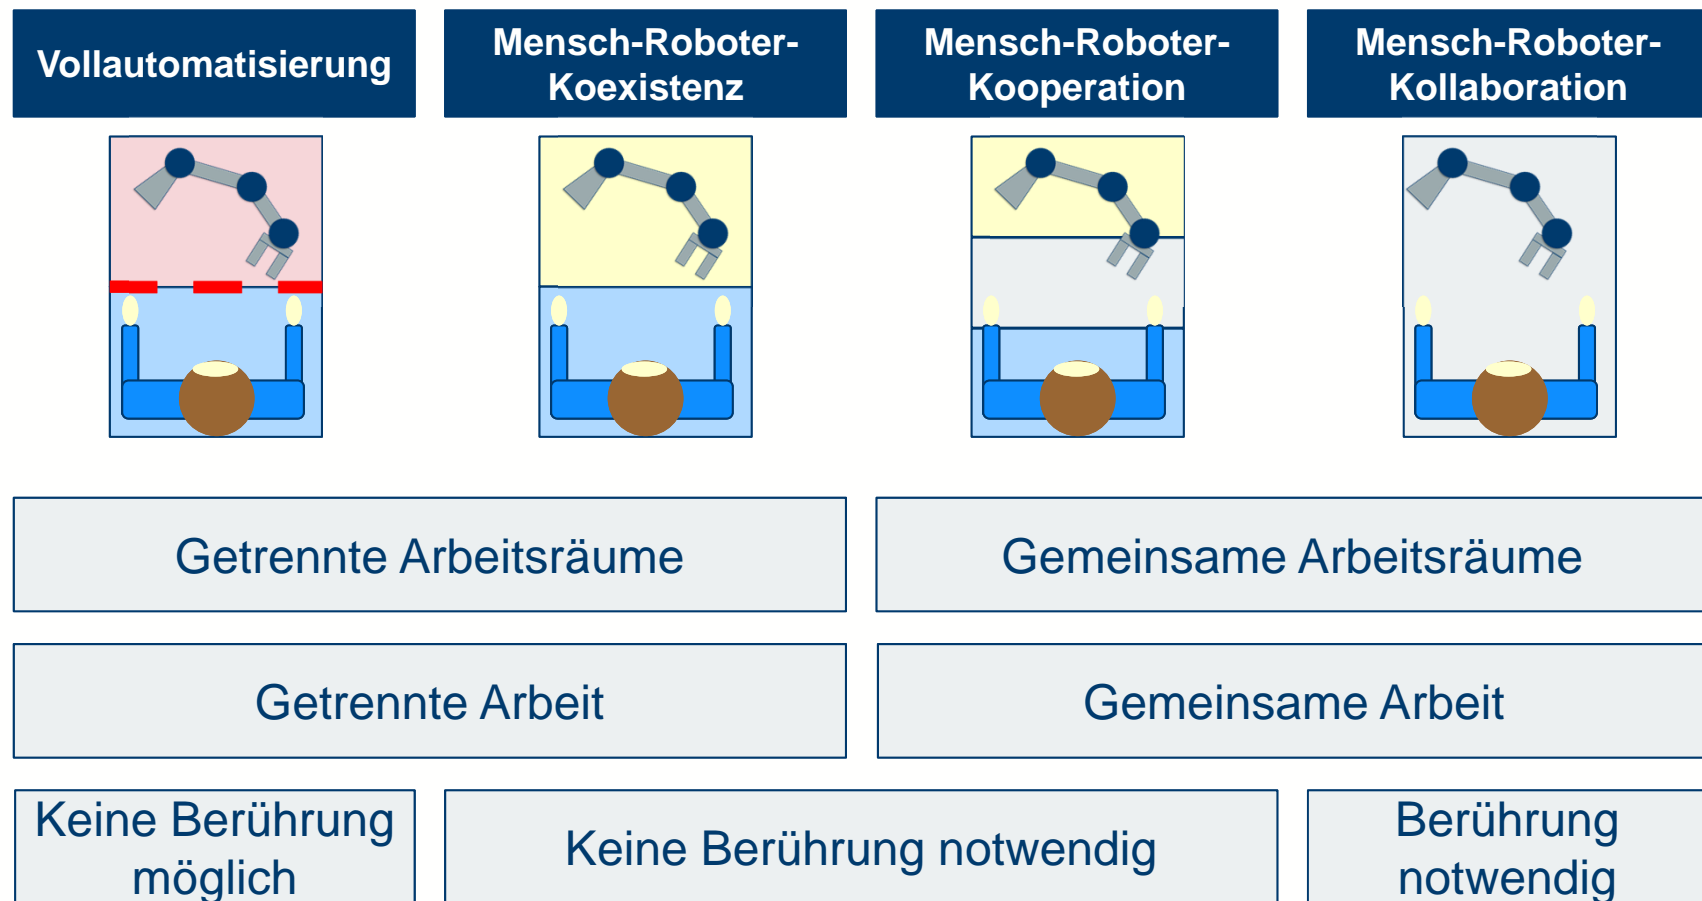 Vollautomatisierung
Mensch-Roboter-
Koexistenz
Mensch-Roboter-
Kooperation
Mensch-Roboter-
Kollaboration
Getrennte Arbeitsräume
Gemeinsame Arbeitsräume
Getrennte Arbeit
Gemeinsame Arbeit
Keine Berührung
möglich
Keine Berührung notwendig
Berührung
notwendig